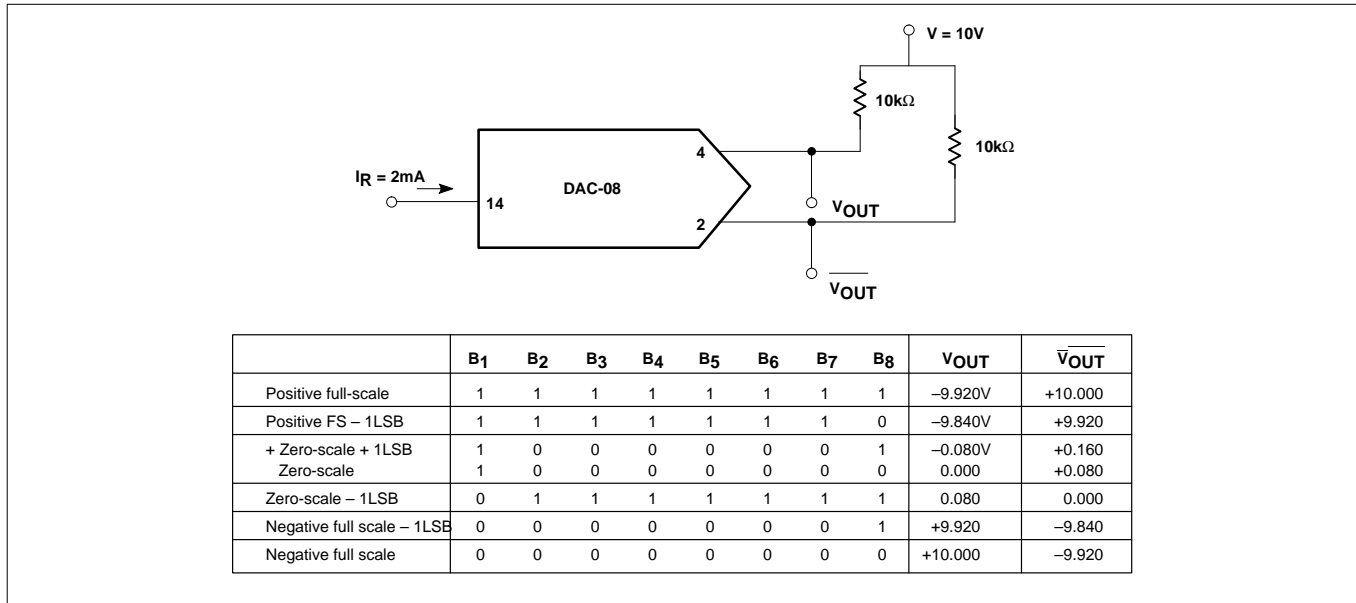 V = 10V
10kΩ
10kΩ
4
IR = 2mA
DAC-08
14
VOUT
2
VOUT
B1 B2 B3 B4 B5 B6 B7 B8 VOUT V̅OUT
Positive full-scale 1 1 1 1 1 1 1 1 –9.920V +10.000
Positive FS – 1LSB 1 1 1 1 1 1 1 0 –9.840V +9.920
+ Zero-scale + 1LSB 1 0 0 0 0 0 0 1 –0.080V +0.160
Zero-scale 1 0 0 0 0 0 0 0 0.000 +0.080
Zero-scale – 1LSB 0 1 1 1 1 1 1 1 0.080 0.000
Negative full scale – 1LSB 0 0 0 0 0 0 0 1 +9.920 –9.840
Negative full scale 0 0 0 0 0 0 0 0 +10.000 –9.920